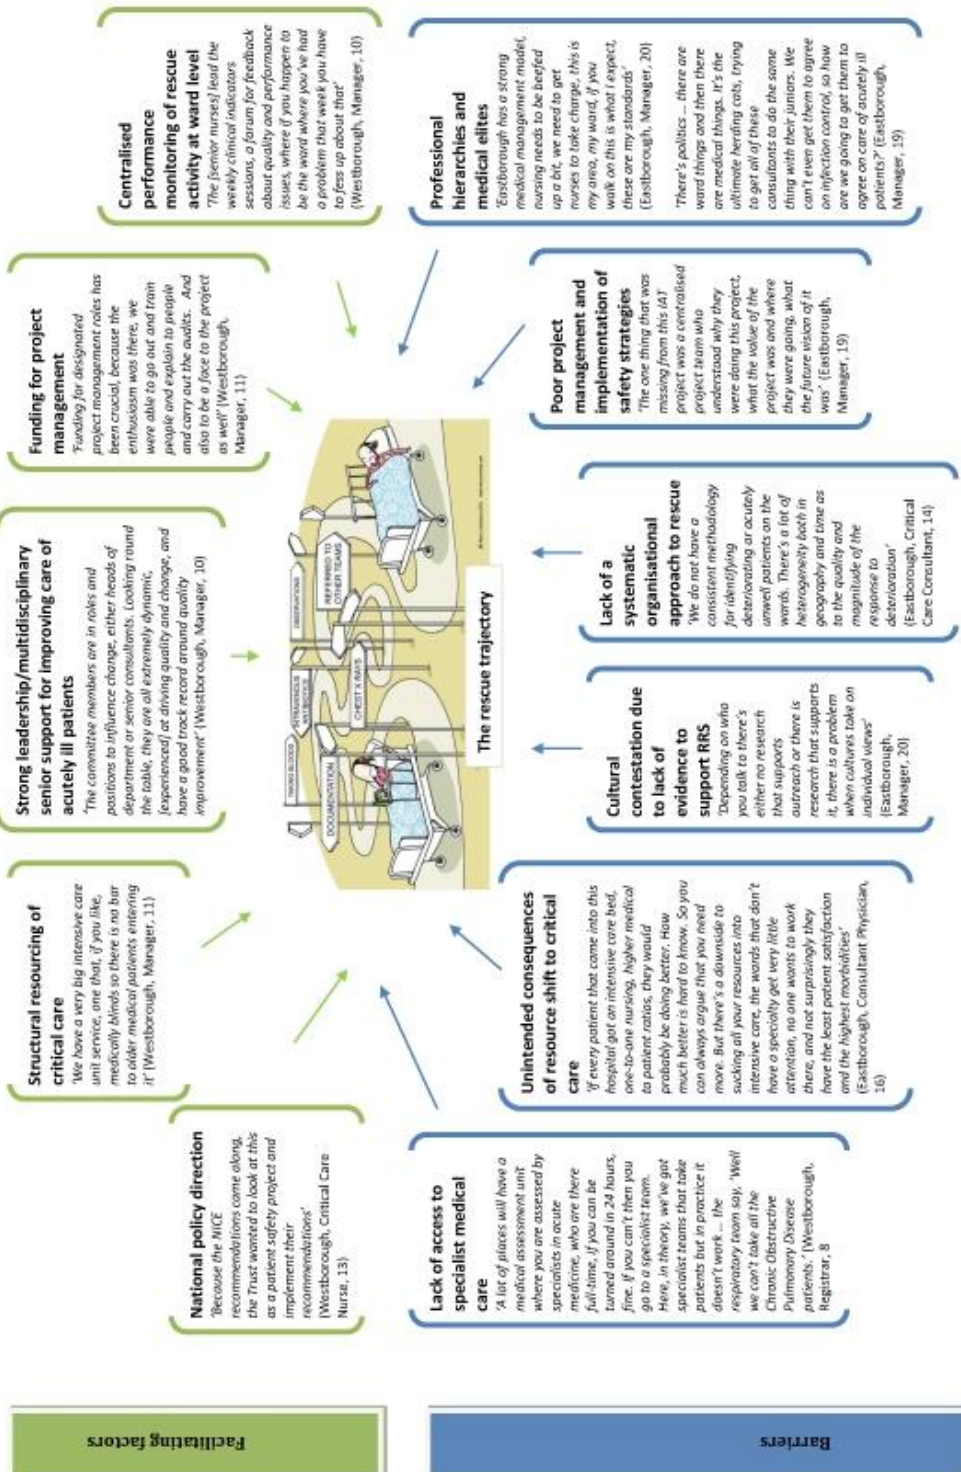 Facilitating factors
National policy direction
'Because the NICE
recommendations came along,
the Trust wanted to look at this
as a patient safety project and
implement their
recommendations'
(Westborough, Critical Care
Nurse, 13)
Structural resourcing of
critical care
'We have a very big intensive care
unit service, one that, if you like,
medically blinds so there is no bar
to older medical patients entering
it' (Westborough, Manager, 11)
Strong leadership/multidisciplinary
senior support for improving care of
acutely ill patients
'The committee members are in roles and
positions to influence change, either heads of
department or senior consultants. Looking round
the table, they are all extremely dynamic,
[experienced] at driving quality and change, and
have a good track record around quality
improvement' (Westborough, Manager, 10)
Funding for project
management
'Funding for designated
project management roles has
been crucial, because the
enthusiasm was there, we
were able to go out and train
people and explain to people
and carry out the audits. And
also to be a face to the project
as well' (Westborough,
Manager, 11)
Centralised
performance
monitoring of rescue
activity at ward level
'The [senior nurses] lead the
weekly clinical indicators
sessions, a forum for feedback
about quality and performance
issues, where if you happen to
be the ward where you've had
a problem that week you have
to fess up about that'
(Westborough, Manager, 10)
TAKING BLOODS
DOCUMENTATION
INTRAVENOUS
ANTIBIOTICS
CHEST X RAYS
OBSERVATIONS
REFERRED TO
OTHER TEAMS
The rescue trajectory
Barriers
Lack of access to
specialist medical
care
'A lot of places will have a
medical assessment unit
where you are assessed by
specialists in acute
medicine, who are there
full-time, if you can be
turned around in 24 hours,
fine. If you can't then you
go to a specialist team.
Here, in theory, we've got
specialist teams that take
patients but in practice it
doesn't work ... the
respiratory team say, 'Well
we can't take all the
Chronic Obstructive
Pulmonary Disease
patients.' (Westborough,
Registrar, 8
Unintended consequences
of resource shift to critical
care
'If every patient that came into this
hospital got an intensive care bed,
one-to-one nursing, higher medical
to patient ratios, they would
probably be doing better. How
much better is hard to know. So you
can always argue that you need
more. But there's a downside to
sucking all your resources into
intensive care, the words that don't
have a specialty get very little
attention, no one wants to work
there, and not surprisingly they
have the least patient satisfaction
and the highest morbidities'
(Eastborough, Consultant Physician,
16)
Cultural
contestation due
to lack of
evidence to
support RRS
'Depending on who
you talk to there's
either no research
that supports
outreach or there is
research that supports
it, there is a problem
when cultures take on
individual views'
(Eastborough,
Manager, 20)
Lack of a
systematic
organisational
approach to rescue
'We do not have a
consistent methodology
for identifying
deteriorating or acutely
unwell patients on the
wards. There's a lot of
heterogeneity both in
geography and time as
to the quality and
magnitude of the
response to
deterioration'
(Eastborough, Critical
Care Consultant, 14)
Poor project
management and
implementation of
safety strategies
'The one thing that was
missing from this IAT
project was a centralised
project team who
understood why they
were doing this project,
what the value of the
project was and where
they were going, what
the future vision of it
was' (Eastborough,
Manager, 19)
Professional
hierarchies and
medical elites
'Eastborough has a strong
medical management model,
nursing needs to be beefed
up a bit, we need to get
nurses to take charge, this is
my area, my ward, if you
walk on this is what I expect,
these are my standards'
(Eastborough, Manager, 20)
'There's politics ... there are
ward things and then there
are medical things. It's the
ultimate herding cats, trying
to get all of these
consultants to do the same
thing with their juniors. We
can't even get them to agree
on infection control, so how
are we going to get them to
agree on care of acutely ill
patients?' (Eastborough,
Manager, 19)